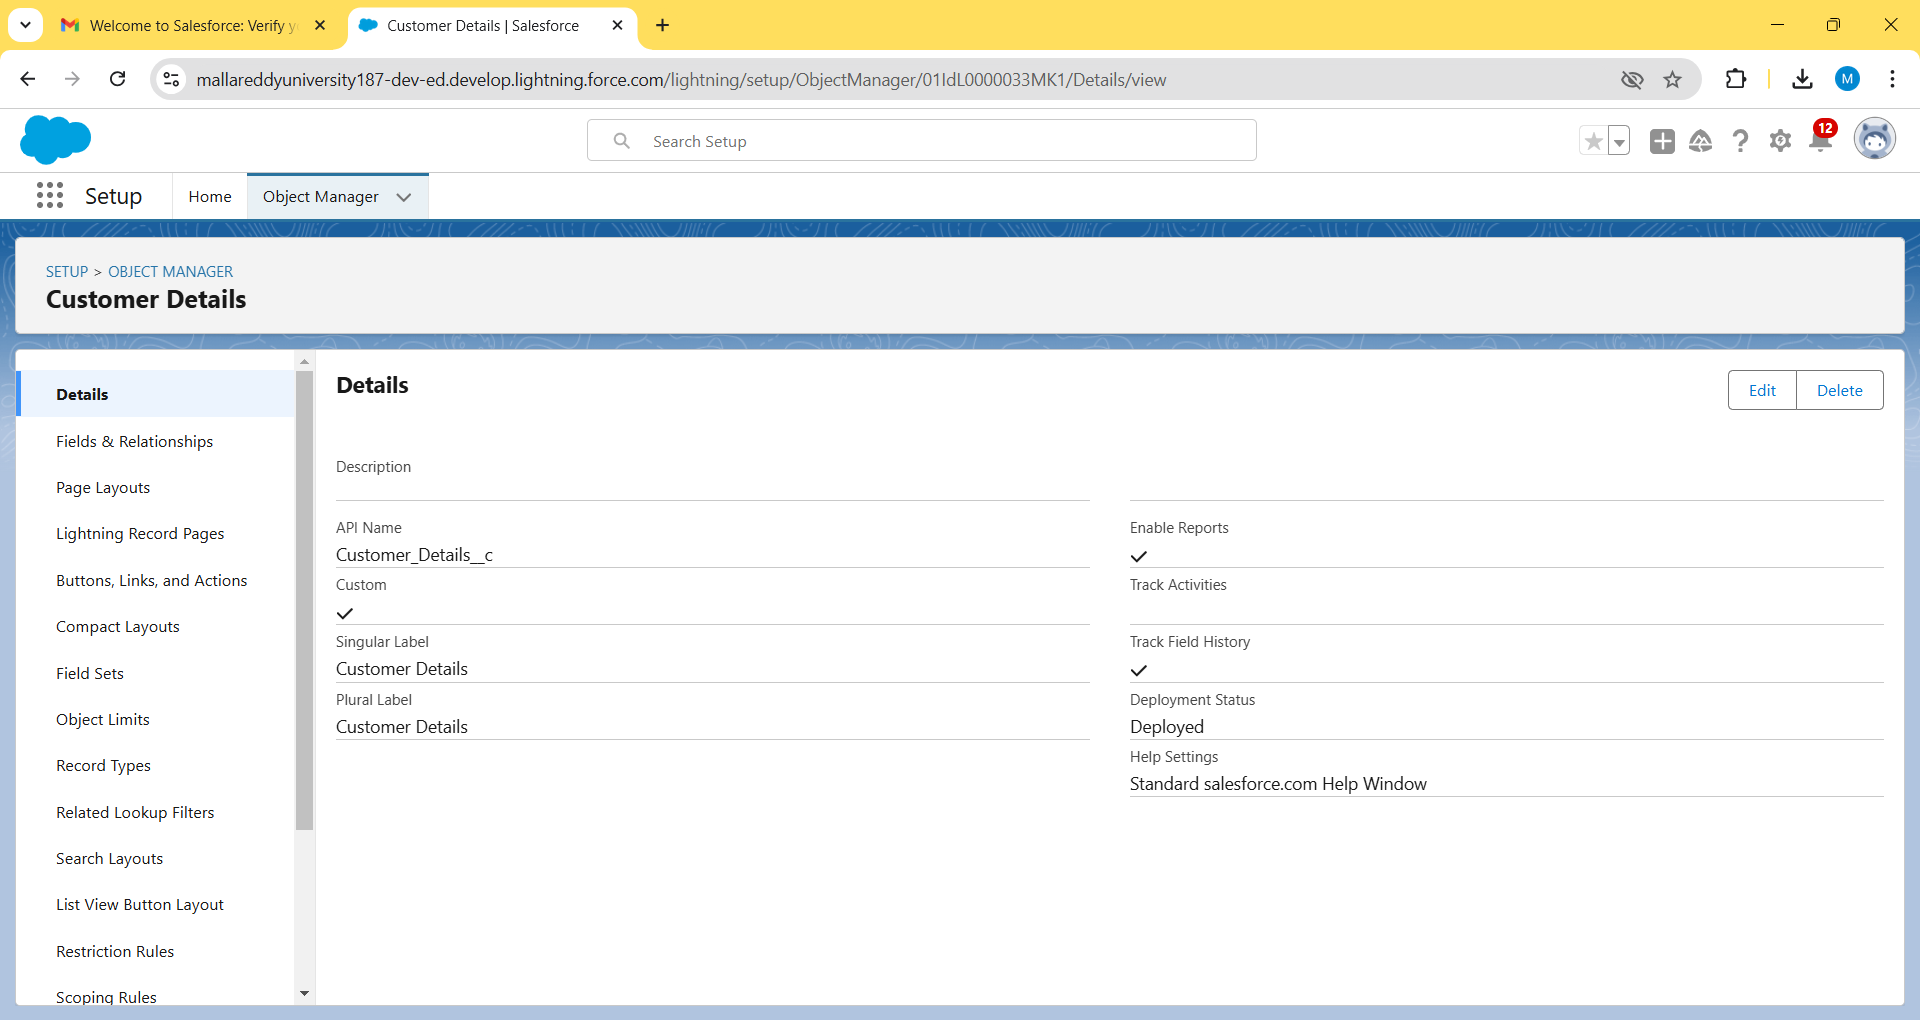 Welcome to Salesforce: Verify y
Customer Details | Salesforce
mallareddyuniversity187-dev-ed.develop.lightning.force.com/lightning/setup/ObjectManager/01IdL0000033MK1/Details/view
M
Search Setup
12
Setup
Home
Object Manager
SETUP > OBJECT MANAGER
Customer Details
Details
Fields & Relationships
Page Layouts
Lightning Record Pages
Buttons, Links, and Actions
Compact Layouts
Field Sets
Object Limits
Record Types
Related Lookup Filters
Search Layouts
List View Button Layout
Restriction Rules
Scoping Rules
Details
Edit
Delete
Description
API Name
Customer_Details__c
Custom
Singular Label
Customer Details
Plural Label
Customer Details
Enable Reports
Track Activities
Track Field History
Deployment Status
Deployed
Help Settings
Standard salesforce.com Help Window